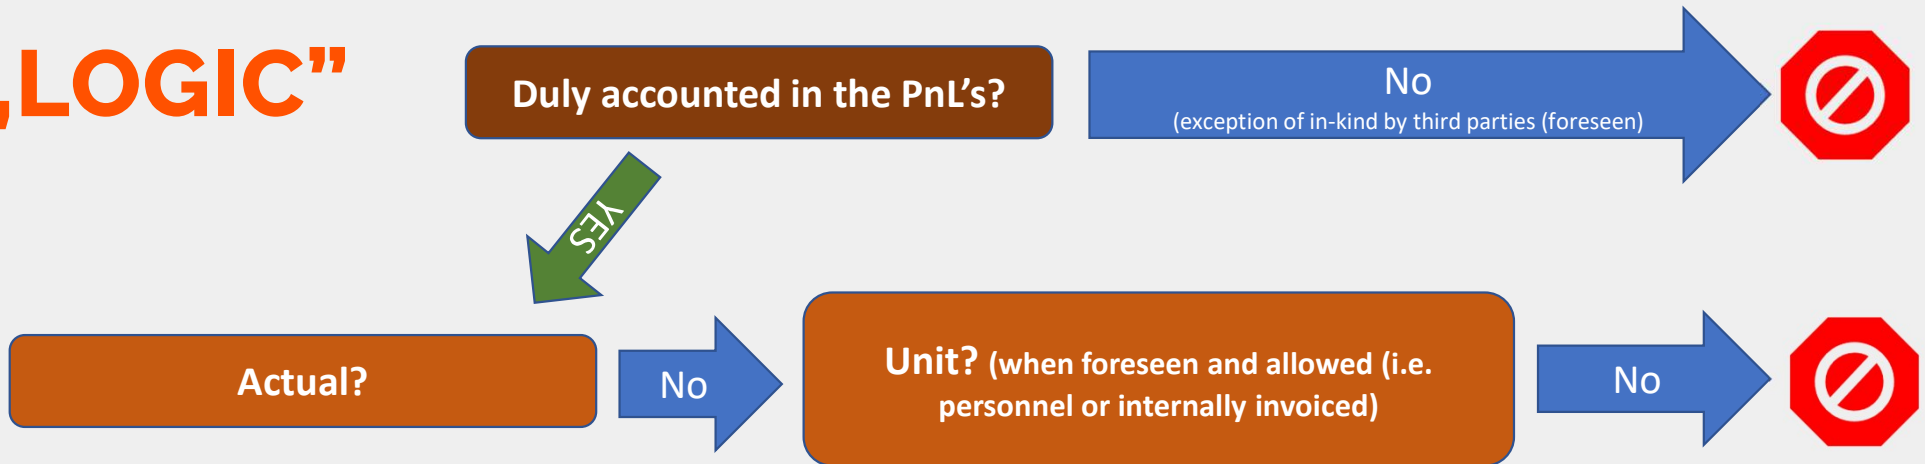 „LOGIC”
Duly accounted in the PnL’s?
No
(exception of in-kind by third parties (foreseen)
YES
Actual?
No
Unit? (when foreseen and allowed (i.e.
personnel or internally invoiced)
No